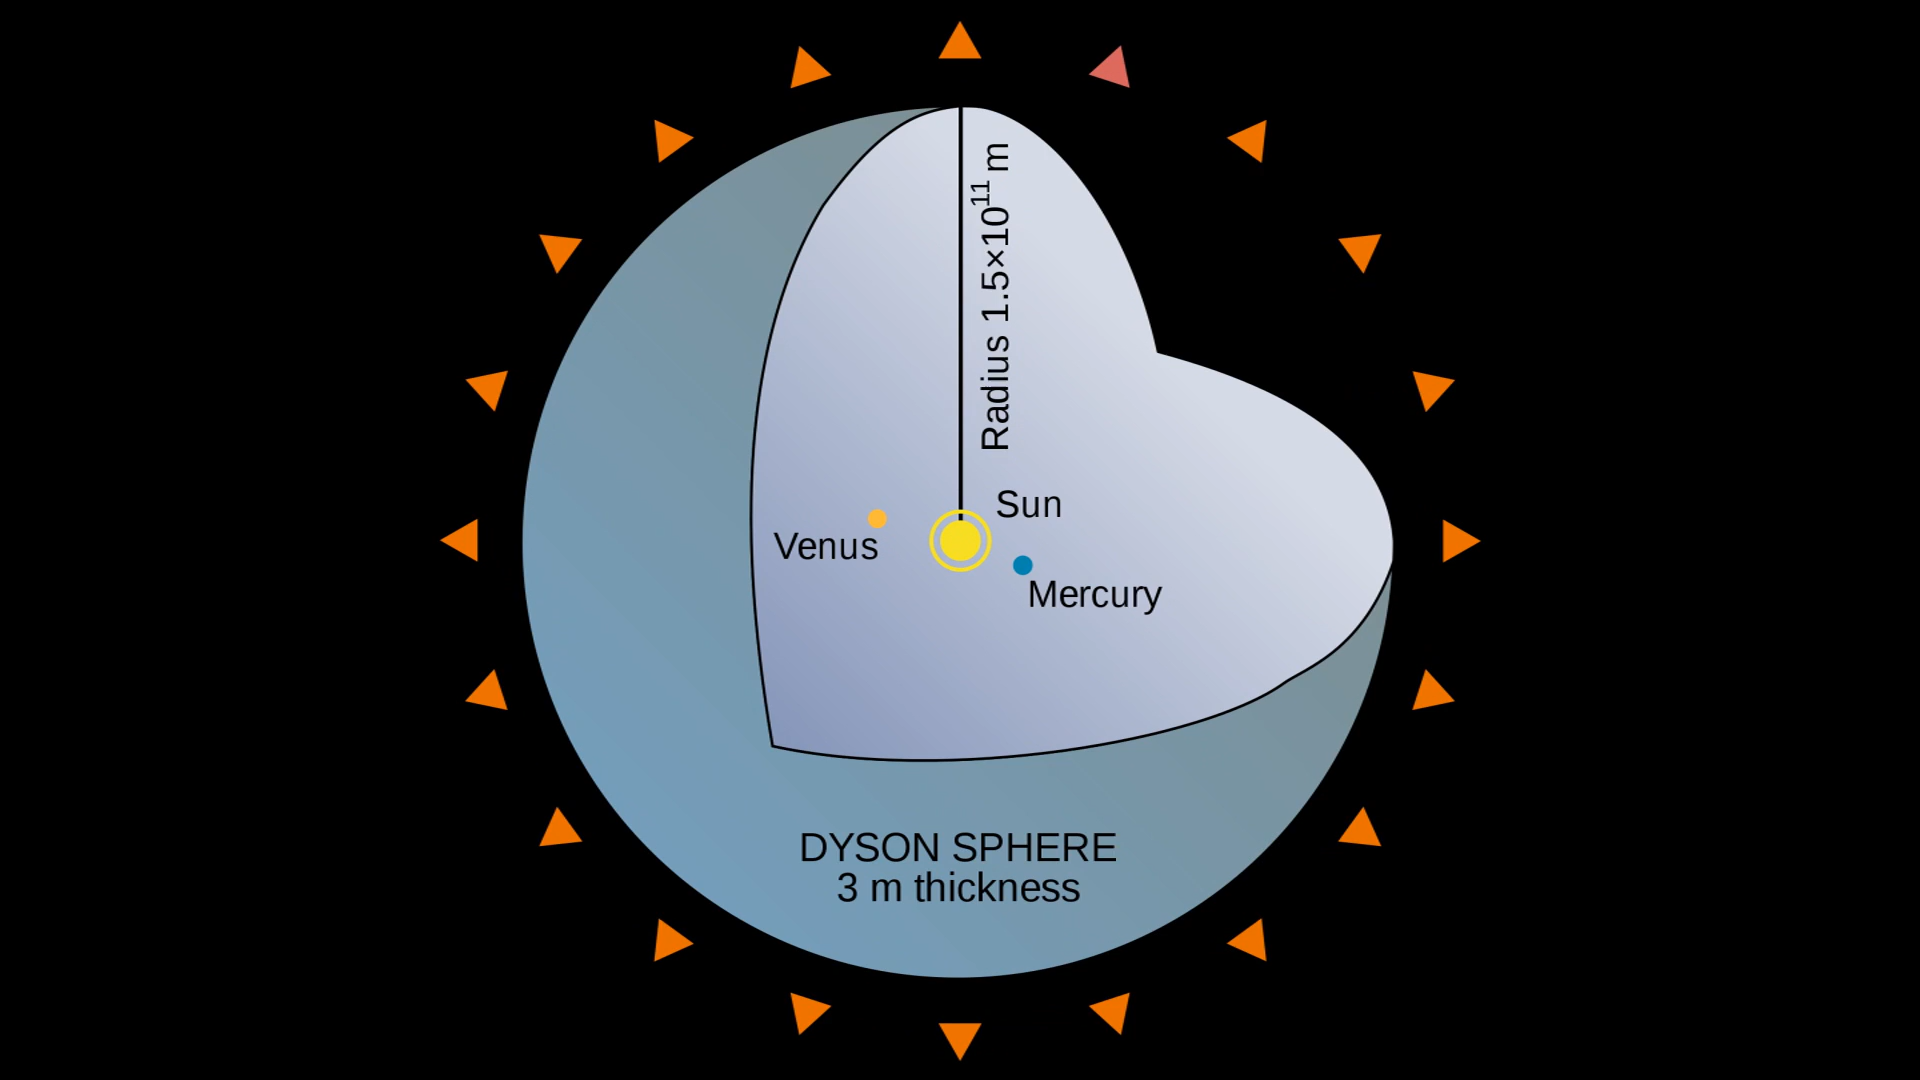 Radius 1.5×10¹¹ m
Sun
Venus
Mercury
DYSON SPHERE
3 m thickness